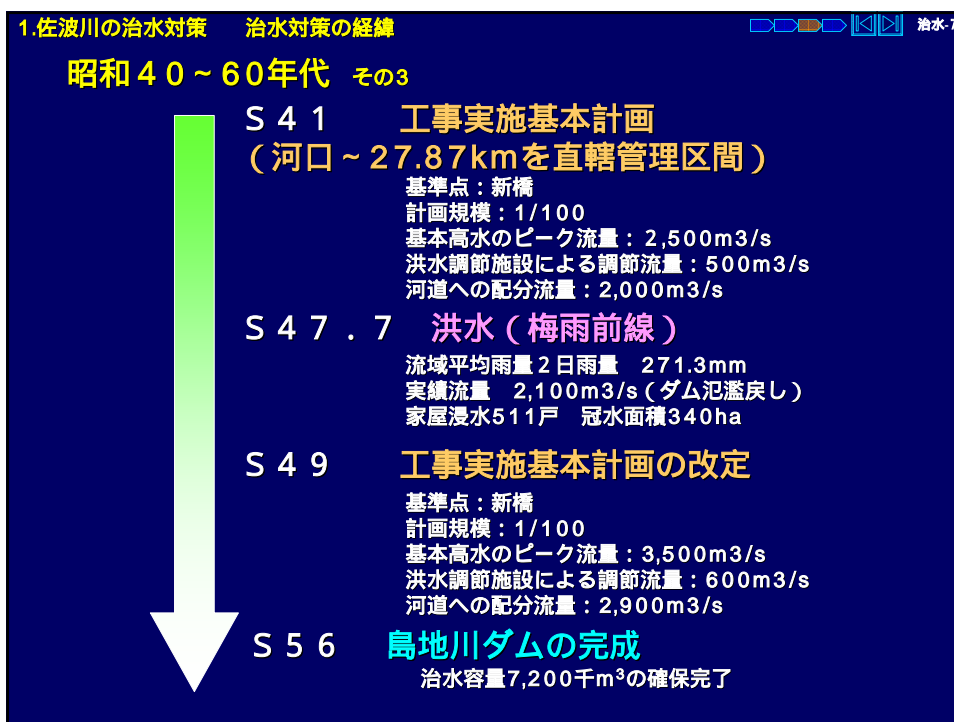 1.佐波川の治水対策　　治水対策の経緯
治水-7
昭和４０～６０年代　その3
Ｓ４１　　工事実施基本計画
（河口～27.87kmを直轄管理区間）
基準点：新橋
計画規模：1/100
基本高水のピーク流量：２,500m3/s
洪水調節施設による調節流量：500m3/s
河道への配分流量：2,000m3/s
Ｓ４７．７　洪水（梅雨前線）
流域平均雨量２日雨量　271.3mm
実績流量　2,100m3/s（ダム氾濫戻し）
家屋浸水511戸　冠水面積340ha
Ｓ４９　　工事実施基本計画の改定
基準点：新橋
計画規模：1/100
基本高水のピーク流量：3,500m3/s
洪水調節施設による調節流量：600m3/s
河道への配分流量：2,900m3/s
Ｓ５６　島地川ダムの完成
治水容量7,200千m³の確保完了